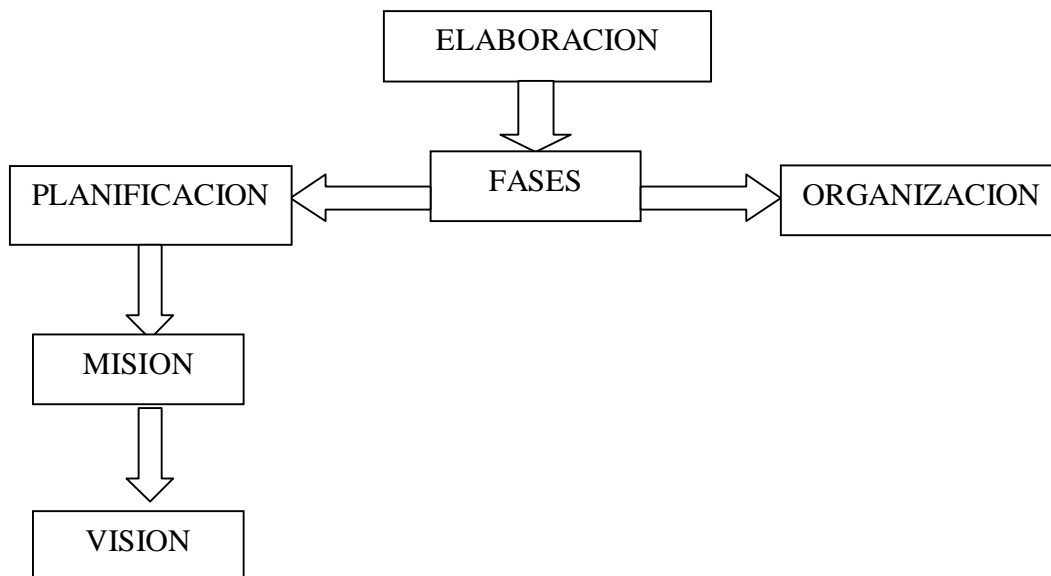 ELABORACION
FASES
PLANIFICACION
ORGANIZACION
MISION
VISION